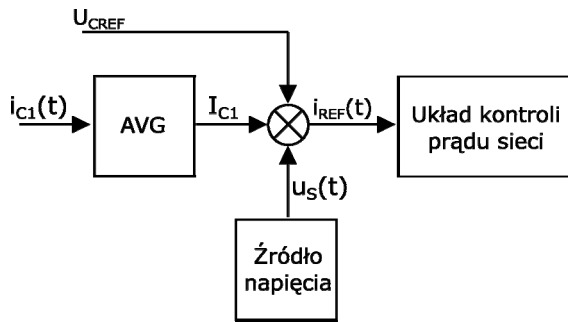 U_CREF
i_C1(t)
AVG
I_C1
i_REF(t)
Układ kontroli
prądu sieci
u_S(t)
Źródło
napięcia